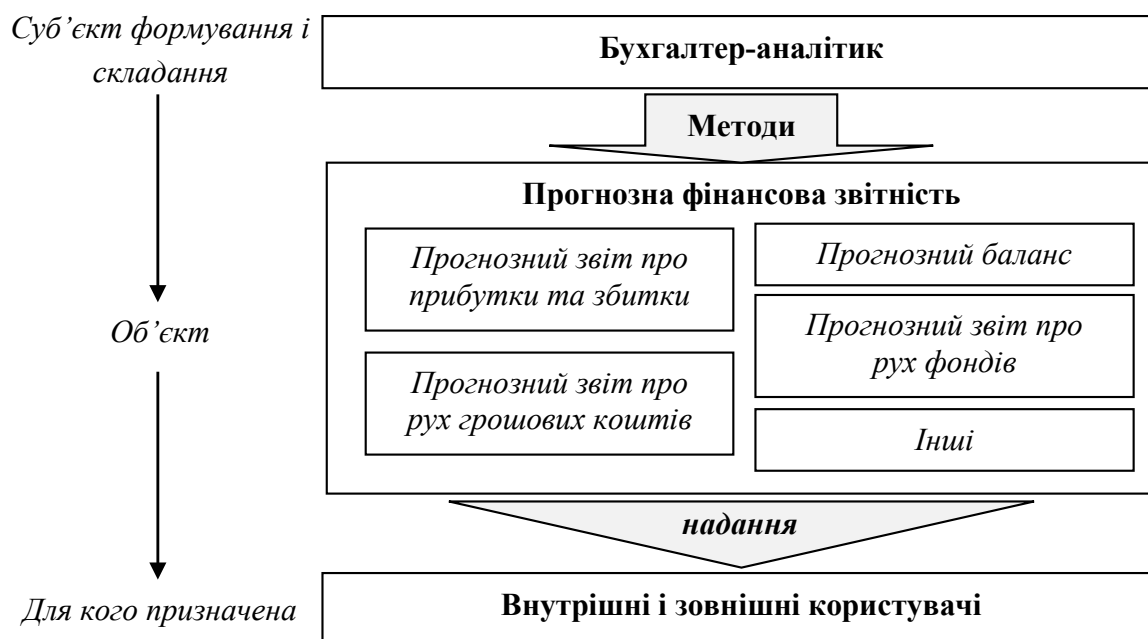 Суб’єкт формування і
складання
Бухгалтер-аналітик
Методи
Прогнозна фінансова звітність
Прогнозний звіт про
прибутки та збитки
Прогнозний баланс
Об’єкт
Прогнозний звіт про
рух фондів
Прогнозний звіт про
рух грошових коштів
Інші
надання
Для кого призначена
Внутрішні і зовнішні користувачі